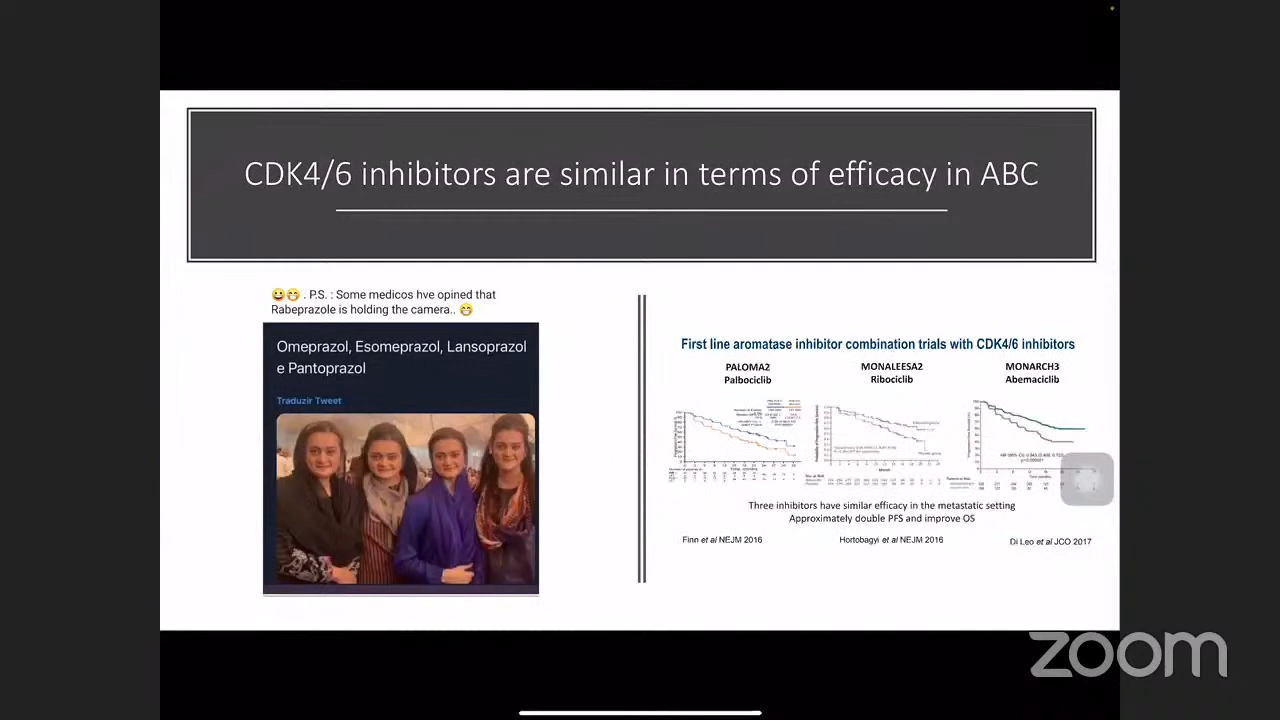 CDK4/6 inhibitors are similar in terms of efficacy in ABC
😀😁 . P.S. : Some medicos hve opined that
Rabeprazole is holding the camera.. 😁
Omeprazol, Esomeprazol, Lansoprazol
e Pantoprazol
Traduzir Tweet
First line aromatase inhibitor combination trials with CDK4/6 inhibitors
PALOMA2
Palbociclib
MONALEESA2
Ribociclib
MONARCH3
Abemaciclib
Three inhibitors have similar efficacy in the metastatic setting
Approximately double PFS and improve OS
Finn et al NEJM 2016
Hortobagyi et al NEJM 2016
Di Leo et al JCO 2017
zoom